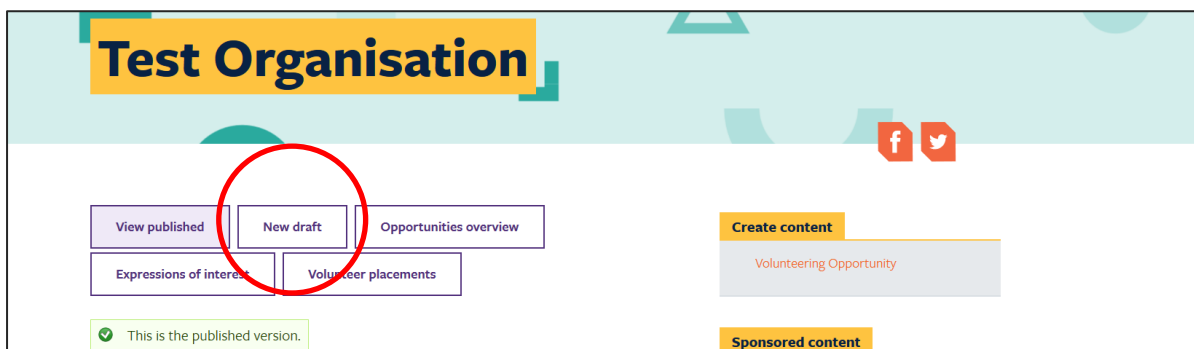 Test Organisation
View published New draft Opportunities overview
Expressions of interest Volunteer placements
This is the published version.
Create content
Volunteering Opportunity
Sponsored content